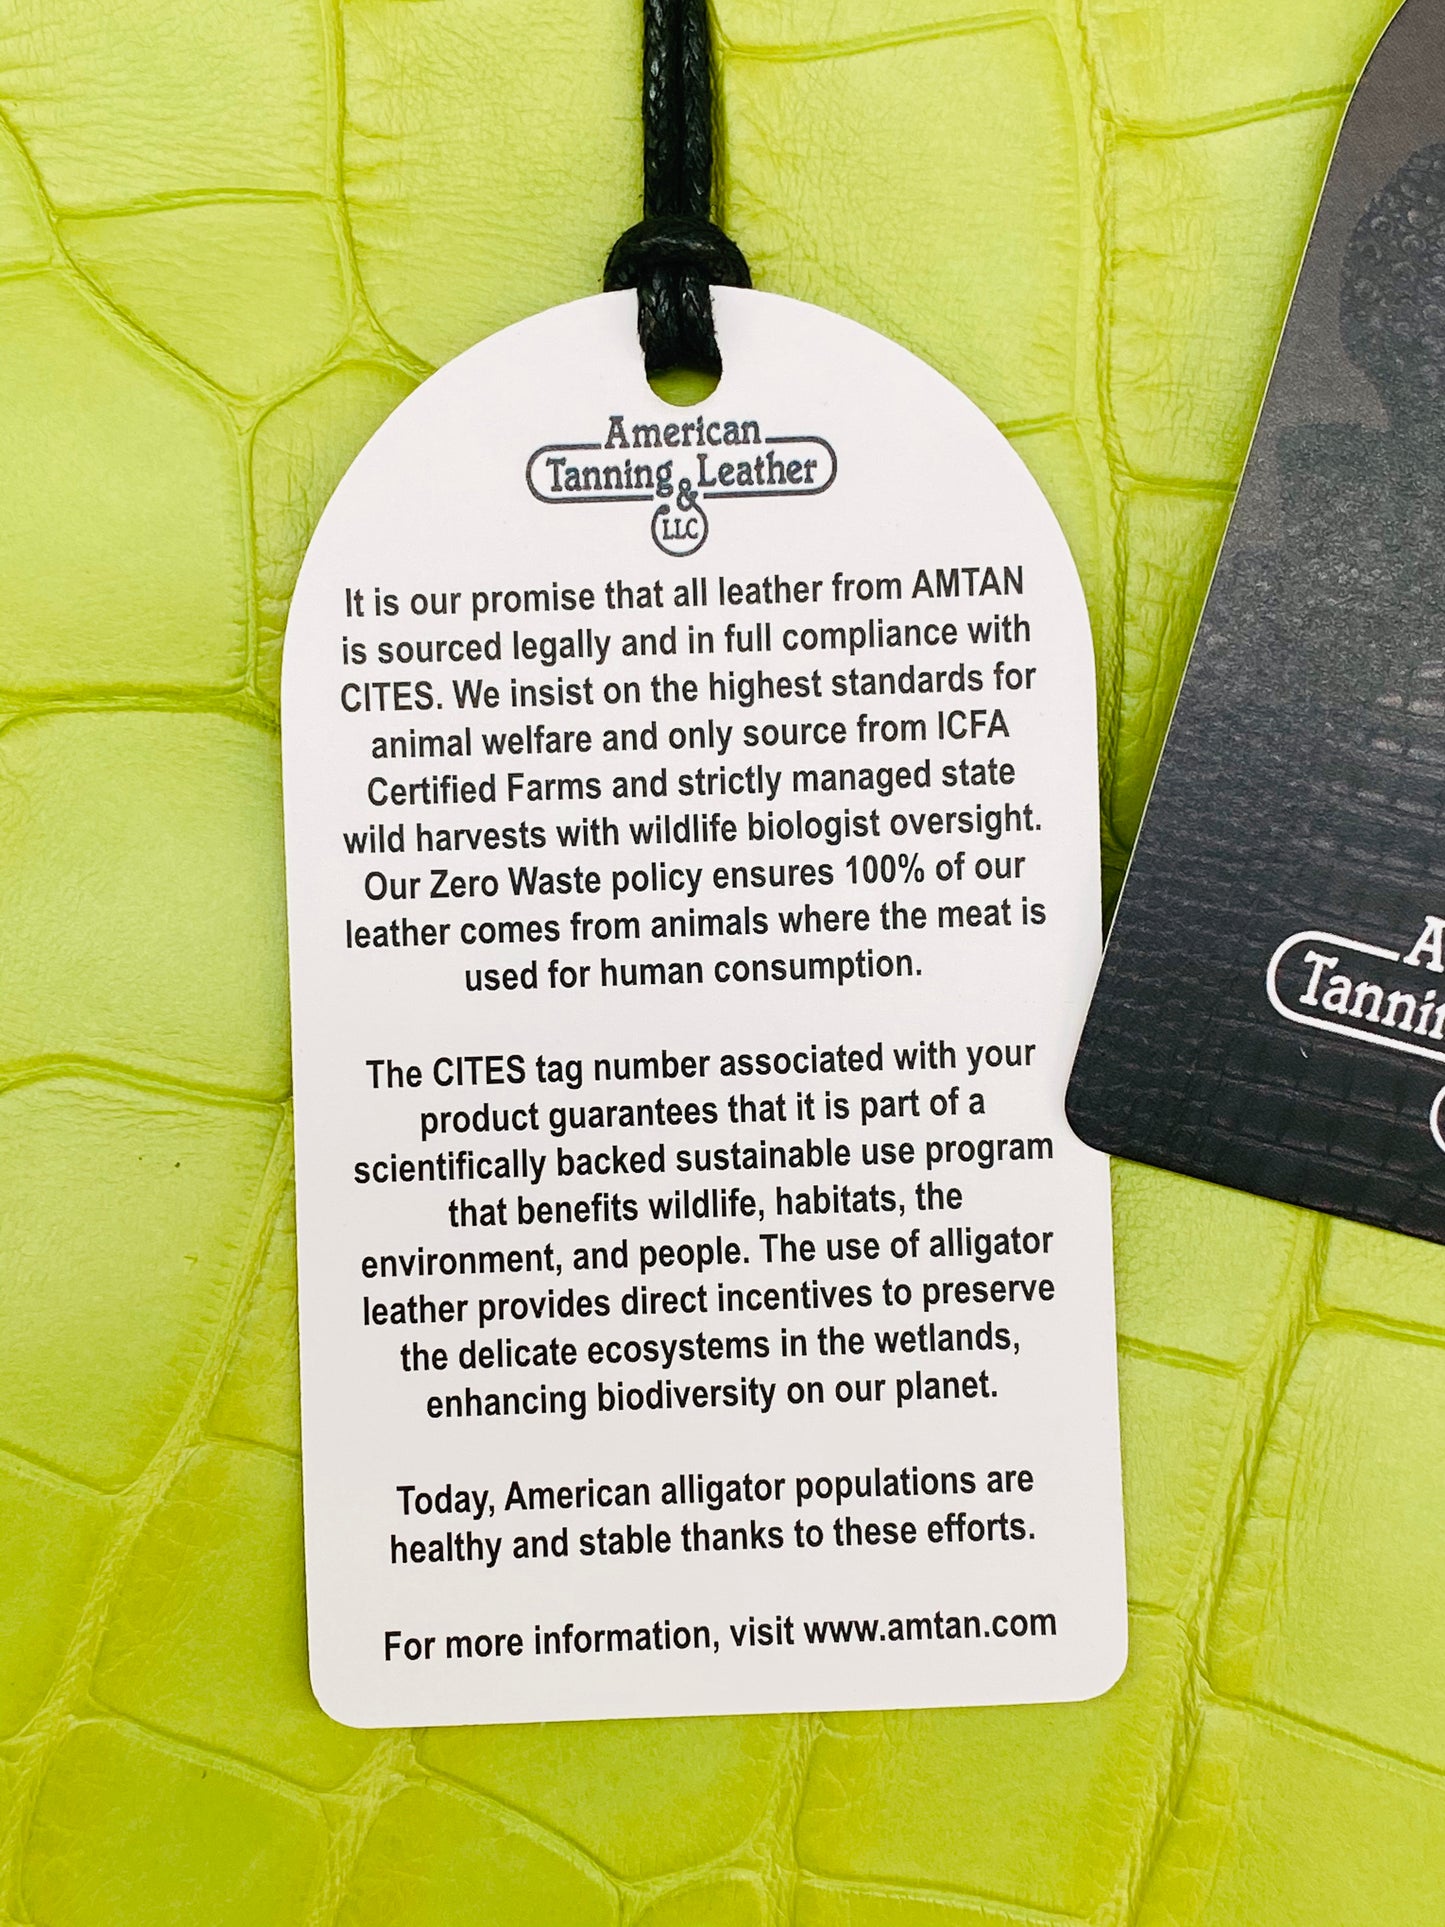 American
Tanning & Leather
LLC
It is our promise that all leather from AMTAN
is sourced legally and in full compliance with
CITES. We insist on the highest standards for
animal welfare and only source from ICFA
Certified Farms and strictly managed state
wild harvests with wildlife biologist oversight.
Our Zero Waste policy ensures 100% of our
leather comes from animals where the meat is
used for human consumption.
The CITES tag number associated with your
product guarantees that it is part of a
scientifically backed sustainable use program
that benefits wildlife, habitats, the
environment, and people. The use of alligator
leather provides direct incentives to preserve
the delicate ecosystems in the wetlands,
enhancing biodiversity on our planet.
Today, American alligator populations are
healthy and stable thanks to these efforts.
For more information, visit www.amtan.com